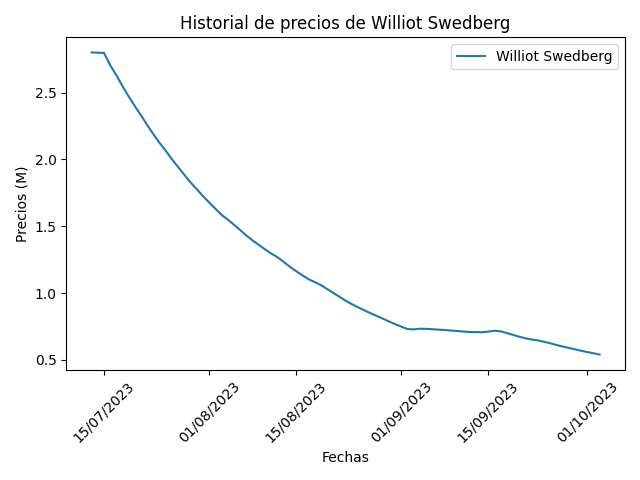 Historial de precios de Williot Swedberg
Williot Swedberg
Precios (M)
2.5
2.0
1.5
1.0
0.5
15/07/2023
01/08/2023
15/08/2023
01/09/2023
15/09/2023
01/10/2023
Fechas